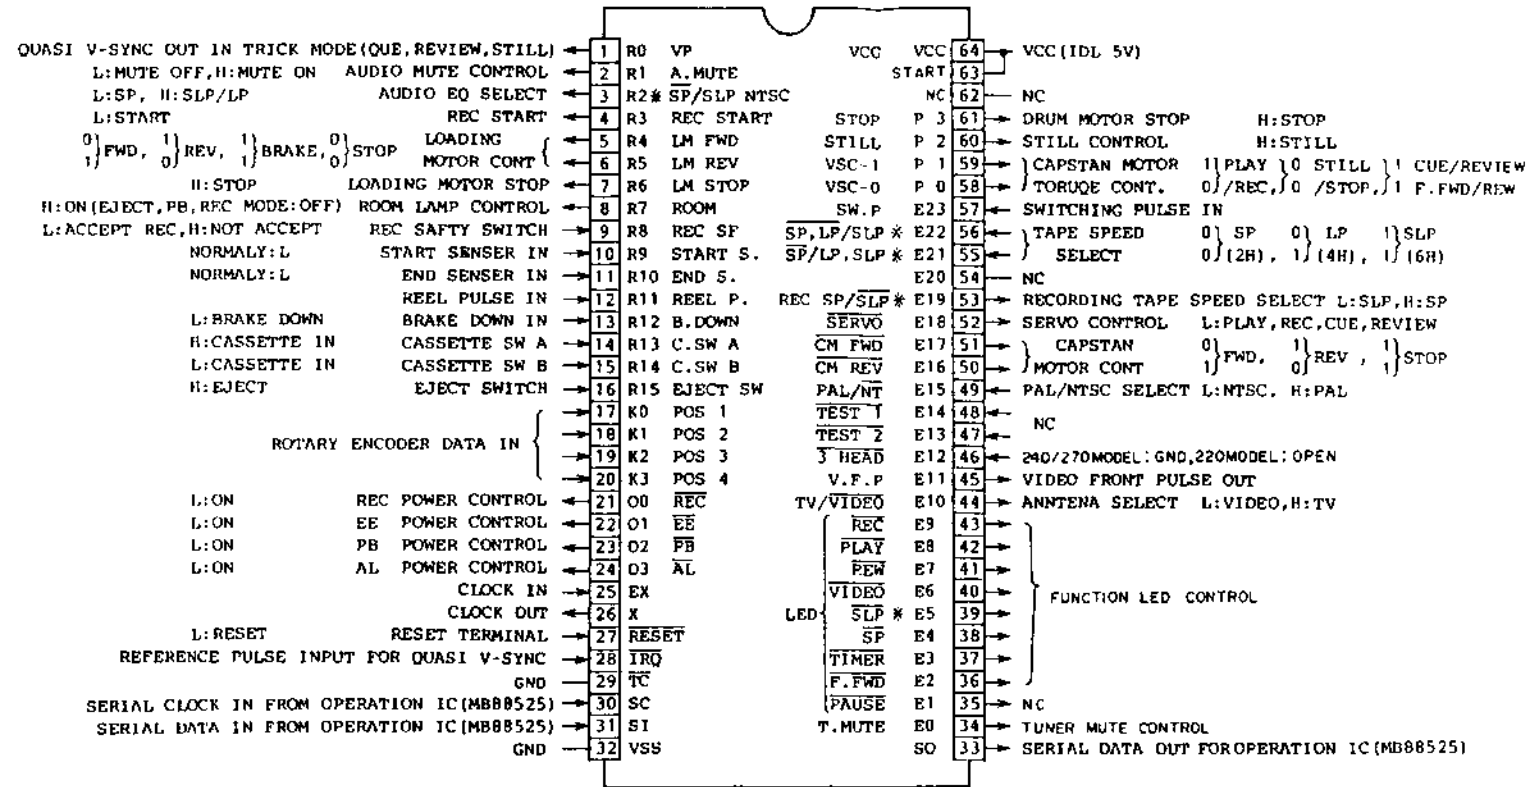 QUASI V-SYNC OUT IN TRICK MODE(QUE,REVIEW,STILL) 1 R0 VP VCC VCC 64 VCC(IDL 5V)
L:MUTE OFF,H:MUTE ON AUDIO MUTE CONTROL 2 R1 A.MUTE START 63
L:SP, H:SLP/LP AUDIO EQ SELECT 3 R2* SP/SLP NTSC NC 62 NC
L:START REC START 4 R3 REC START STOP P 3 61 DRUM MOTOR STOP H:STOP
0 1 1 0 LOADING 5 R4 LM FWD STILL P 2 60 STILL CONTROL H:STILL
FWD, REV, BRAKE, STOP
1 0 1 0 MOTOR CONT 6 R5 LM REV VSC-1 P 1 59 CAPSTAN MOTOR 1 PLAY 0 STILL 1 CUE/REVIEW
H:STOP LOADING MOTOR STOP 7 R6 LM STOP VSC-0 P 0 58 TORUQE CONT. 0 /REC, 0 /STOP, 1 F.FWD/REW
H:ON(EJECT,PB,REC MODE:OFF) ROOM LAMP CONTROL 8 R7 ROOM SW.P E23 57 SWITCHING PULSE IN
L:ACCEPT REC,H:NOT ACCEPT REC SAFTY SWITCH 9 R8 REC SF SP,LP/SLP * E22 56 TAPE SPEED 0 SP 0 LP 1 SLP
NORMALY:L START SENSER IN 10 R9 START S. SP/LP,SLP * E21 55 SELECT 0 (2H), 1 (4H), 1 (6H)
NORMALY:L END SENSER IN 11 R10 END S. E20 54 NC
REEL PULSE IN 12 R11 REEL P. REC SP/SLP * E19 53 RECORDING TAPE SPEED SELECT L:SLP,H:SP
L:BRAKE DOWN BRAKE DOWN IN 13 R12 B.DOWN SERVO E18 52 SERVO CONTROL L:PLAY,REC,CUE,REVIEW
H:CASSETTE IN CASSETTE SW A 14 R13 C.SW A CM FWD E17 51 CAPSTAN 0 1 1
FWD, REV, STOP
L:CASSETTE IN CASSETTE SW B 15 R14 C.SW B CM REV E16 50 MOTOR CONT 1 0 1
H:EJECT EJECT SWITCH 16 R15 EJECT SW PAL/NT E15 49 PAL/NTSC SELECT L:NTSC. H:PAL
17 K0 POS 1 TEST 1 E14 48
NC
ROTARY ENCODER DATA IN 18 K1 POS 2 TEST 2 E13 47
19 K2 POS 3 3 HEAD E12 46 240/270MODEL:GND,220MODEL:OPEN
20 K3 POS 4 V.F.P E11 45 VIDEO FRONT PULSE OUT
L:ON REC POWER CONTROL 21 O0 REC TV/VIDEO E10 44 ANNTENA SELECT L:VIDEO,H:TV
L:ON EE POWER CONTROL 22 O1 EE REC E9 43
L:ON PB POWER CONTROL 23 O2 PB PLAY E8 42
L:ON AL POWER CONTROL 24 O3 AL REW E7 41
CLOCK IN 25 EX VIDEO E6 40 FUNCTION LED CONTROL
CLOCK OUT 26 X LED SLP * E5 39
L:RESET RESET TERMINAL 27 RESET SP E4 38
REFERENCE PULSE INPUT FOR QUASI V-SYNC 28 IRQ TIMER E3 37
GND 29 TC F.FWD E2 36
SERIAL CLOCK IN FROM OPERATION IC(MB88525) 30 SC PAUSE E1 35 NC
SERIAL DATA IN FROM OPERATION IC(MB88525) 31 SI T.MUTE E0 34 TUNER MUTE CONTROL
GND 32 VSS SO 33 SERIAL DATA OUT FOR OPERATION IC(MB88525)